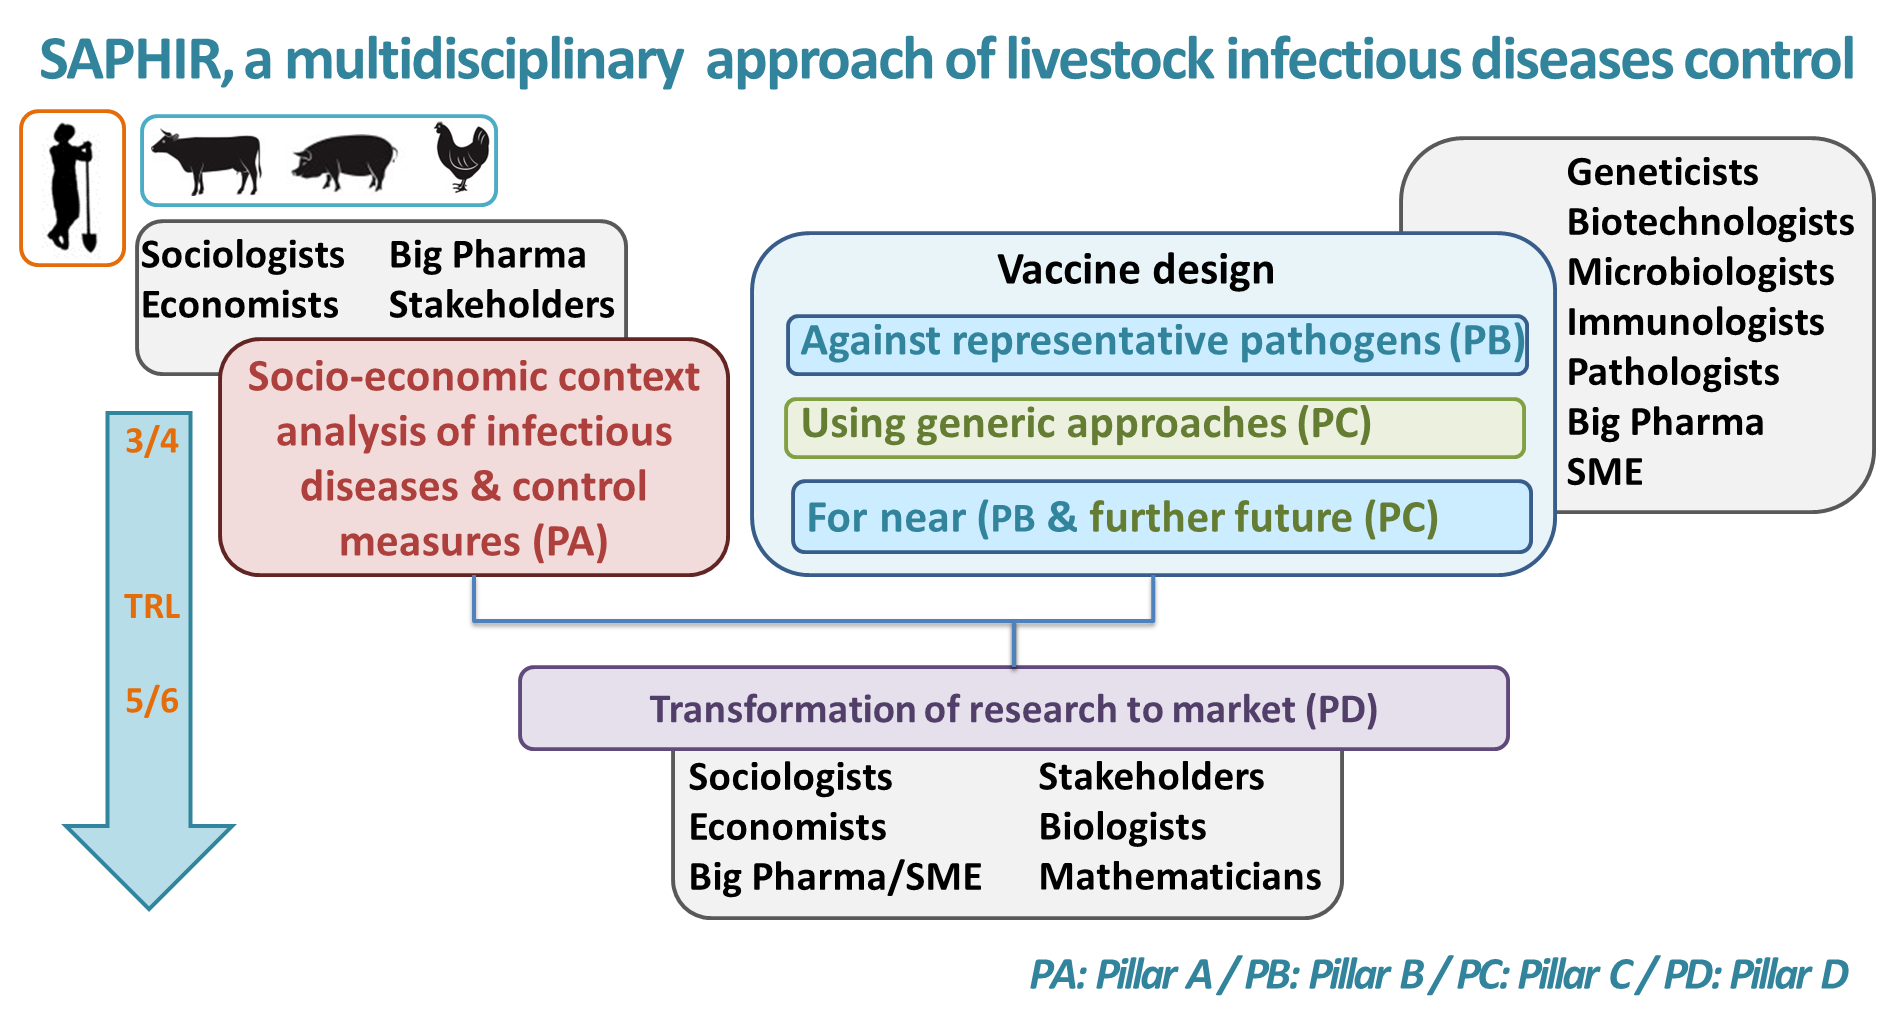 SAPHIR, a multidisciplinary approach of livestock infectious diseases control
Sociologists Big Pharma
Economists Stakeholders
Socio-economic context
analysis of infectious
diseases & control
measures (PA)
Vaccine design
Against representative pathogens (PB)
Using generic approaches (PC)
For near (PB & further future (PC)
Geneticists
Biotechnologists
Microbiologists
Immunologists
Pathologists
Big Pharma
SME
3/4
TRL
5/6
Transformation of research to market (PD)
Sociologists Stakeholders
Economists Biologists
Big Pharma/SME Mathematicians
PA: Pillar A / PB: Pillar B / PC: Pillar C / PD: Pillar D